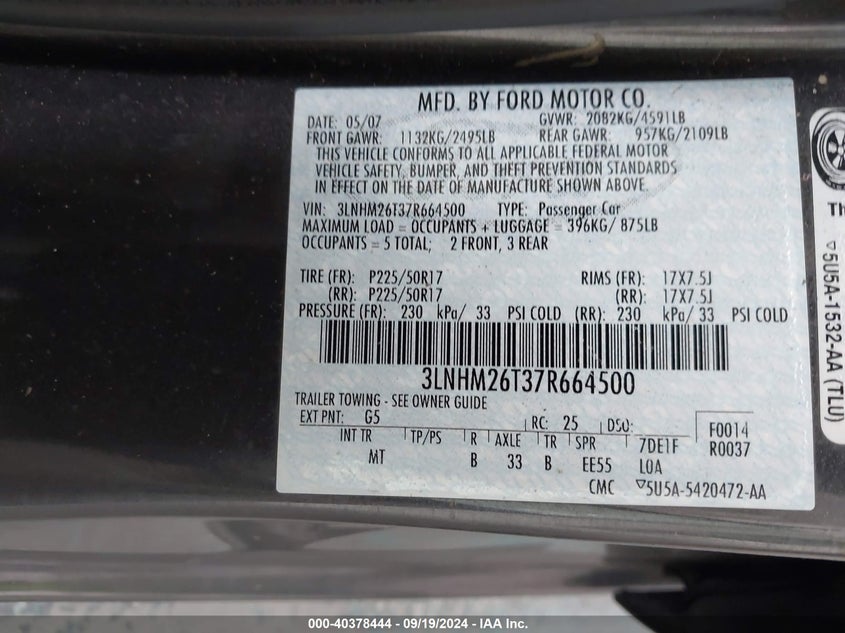 MFD. BY FORD MOTOR CO.
DATE: 05/07 GVWR: 2082KG/4591LB
FRONT GAWR: 1132KG/2495LB REAR GAWR: 957KG/2109LB
THIS VEHICLE CONFORMS TO ALL APPLICABLE FEDERAL MOTOR
VEHICLE SAFETY, BUMPER, AND THEFT PREVENTION STANDARDS
IN EFFECT ON THE DATE OF MANUFACTURE SHOWN ABOVE.
VIN: 3LNHM26T37R664500 TYPE: Passenger Car
MAXIMUM LOAD = OCCUPANTS + LUGGAGE = 396KG/ 875LB
OCCUPANTS = 5 TOTAL; 2 FRONT, 3 REAR
TIRE (FR): P225/50R17 RIMS (FR): 17X7.5J
(RR): P225/50R17 (RR): 17X7.5J
PRESSURE (FR): 230 kPa/ 33 PSI COLD (RR): 230 kPa/ 33 PSI COLD
3LNHM26T37R664500
TRAILER TOWING - SEE OWNER GUIDE
EXT PNT: G5 RC: 25 DSO: F0014
INT TR TP/PS R AXLE TR SPR 7DE1F R0037
MT B 33 B EE55 LOA
CMC ▽5U5A-5420472-AA
Th
▽5U5A-1532-AA (TLU)
000-40378444 - 09/19/2024 - IAA Inc.